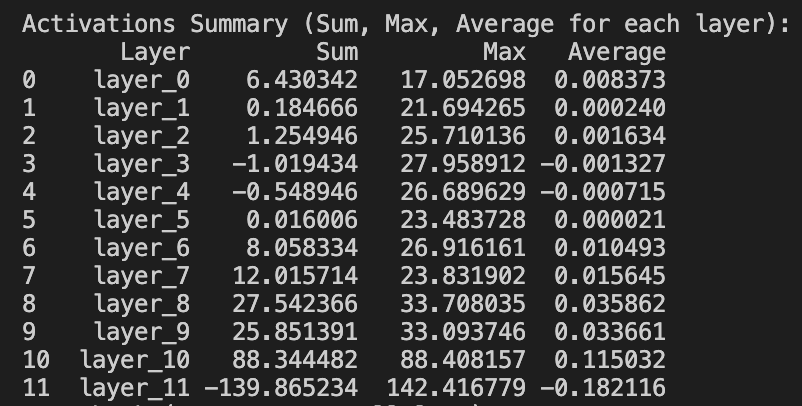 Activations Summary (Sum, Max, Average for each layer):
Layer Sum Max Average
0 layer_0 6.430342 17.052698 0.008373
1 layer_1 0.184666 21.694265 0.000240
2 layer_2 1.254946 25.710136 0.001634
3 layer_3 -1.019434 27.958912 -0.001327
4 layer_4 -0.548946 26.689629 -0.000715
5 layer_5 0.016006 23.483728 0.000021
6 layer_6 8.058334 26.916161 0.010493
7 layer_7 12.015714 23.831902 0.015645
8 layer_8 27.542366 33.708035 0.035862
9 layer_9 25.851391 33.093746 0.033661
10 layer_10 88.344482 88.408157 0.115032
11 layer_11 -139.865234 142.416779 -0.182116